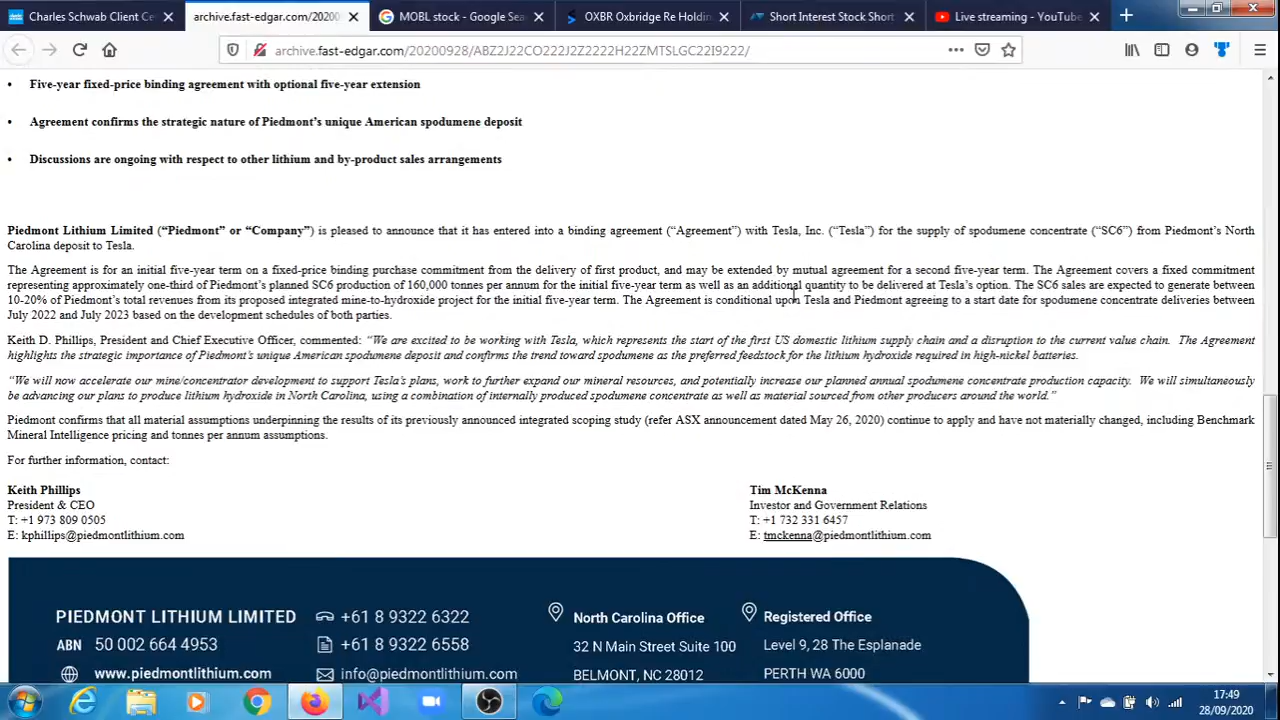 Charles Schwab Client Ce
archive.fast-edgar.com/20200
MOBL stock - Google Sea
OXBR Oxbridge Re Holdin
Short Interest Stock Short
Live streaming - YouTube
archive.fast-edgar.com/20200928/ABZ2J22CO222J2Z2222H22ZMTSLGC22I9222/
• Five-year fixed-price binding agreement with optional five-year extension
• Agreement confirms the strategic nature of Piedmont's unique American spodumene deposit
• Discussions are ongoing with respect to other lithium and by-product sales arrangements
Piedmont Lithium Limited (“Piedmont” or “Company”) is pleased to announce that it has entered into a binding agreement (“Agreement”) with Tesla, Inc. (“Tesla”) for the supply of spodumene concentrate (“SC6”) from Piedmont's North
Carolina deposit to Tesla.
The Agreement is for an initial five-year term on a fixed-price binding purchase commitment from the delivery of first product, and may be extended by mutual agreement for a second five-year term. The Agreement covers a fixed commitment
representing approximately one-third of Piedmont's planned SC6 production of 160,000 tonnes per annum for the initial five-year term as well as an additional quantity to be delivered at Tesla's option. The SC6 sales are expected to generate between
10-20% of Piedmont's total revenues from its proposed integrated mine-to-hydroxide project for the initial five-year term. The Agreement is conditional upon Tesla and Piedmont agreeing to a start date for spodumene concentrate deliveries between
July 2022 and July 2023 based on the development schedules of both parties.
Keith D. Phillips, President and Chief Executive Officer, commented: “We are excited to be working with Tesla, which represents the start of the first US domestic lithium supply chain and a disruption to the current value chain. The Agreement
highlights the strategic importance of Piedmont's unique American spodumene deposit and confirms the trend toward spodumene as the preferred feedstock for the lithium hydroxide required in high-nickel batteries.
“We will now accelerate our mine/concentrator development to support Tesla's plans, work to further expand our mineral resources, and potentially increase our planned annual spodumene concentrate production capacity. We will simultaneously
be advancing our plans to produce lithium hydroxide in North Carolina, using a combination of internally produced spodumene concentrate as well as material sourced from other producers around the world.”
Piedmont confirms that all material assumptions underpinning the results of its previously announced integrated scoping study (refer ASX announcement dated May 26, 2020) continue to apply and have not materially changed, including Benchmark
Mineral Intelligence pricing and tonnes per annum assumptions.
For further information, contact:
Keith Phillips
President & CEO
T: +1 973 809 0505
E: kphillips@piedmontlithium.com
Tim McKenna
Investor and Government Relations
T: +1 732 331 6457
E: tmckenna@piedmontlithium.com
PIEDMONT LITHIUM LIMITED
ABN 50 002 664 4953
www.piedmontlithium.com
+61 8 9322 6322
+61 8 9322 6558
info@piedmontlithium.com
North Carolina Office
32 N Main Street Suite 100
BELMONT, NC 28012
Registered Office
Level 9, 28 The Esplanade
PERTH WA 6000
17:49
28/09/2020